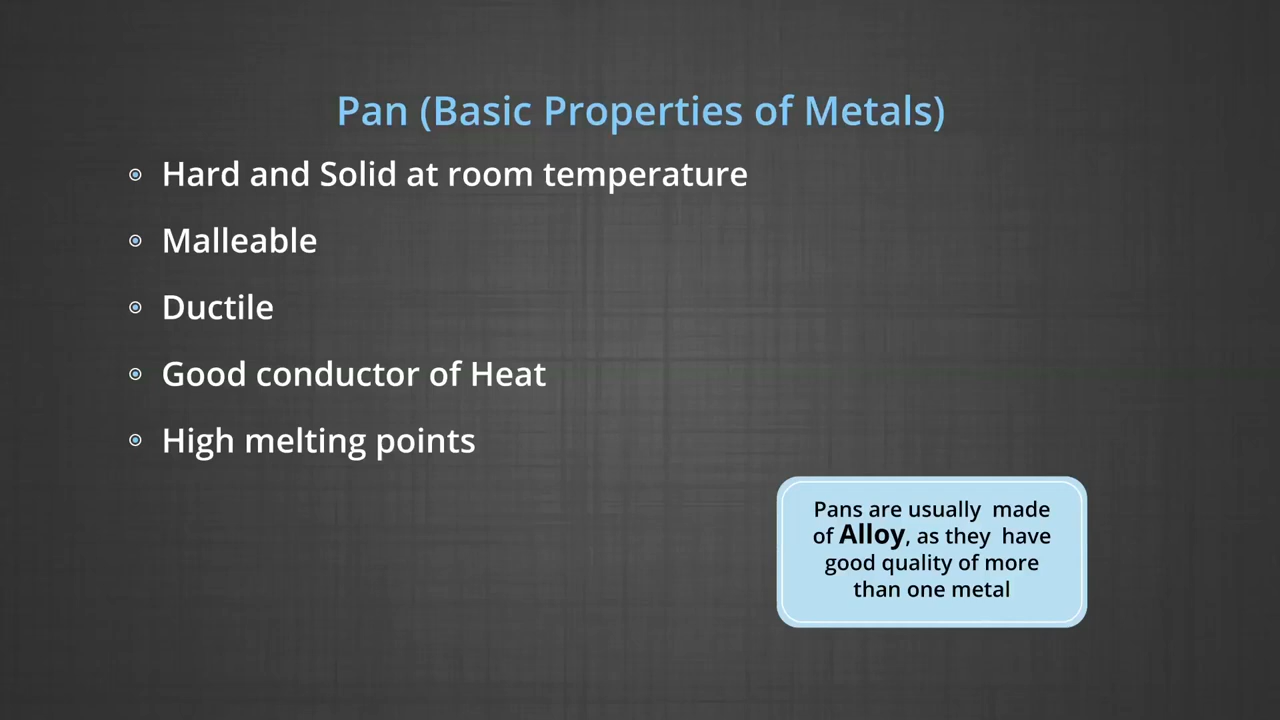 Pan (Basic Properties of Metals)
Hard and Solid at room temperature
Malleable
Ductile
Good conductor of Heat
High melting points
Pans are usually made
of Alloy, as they have
good quality of more
than one metal